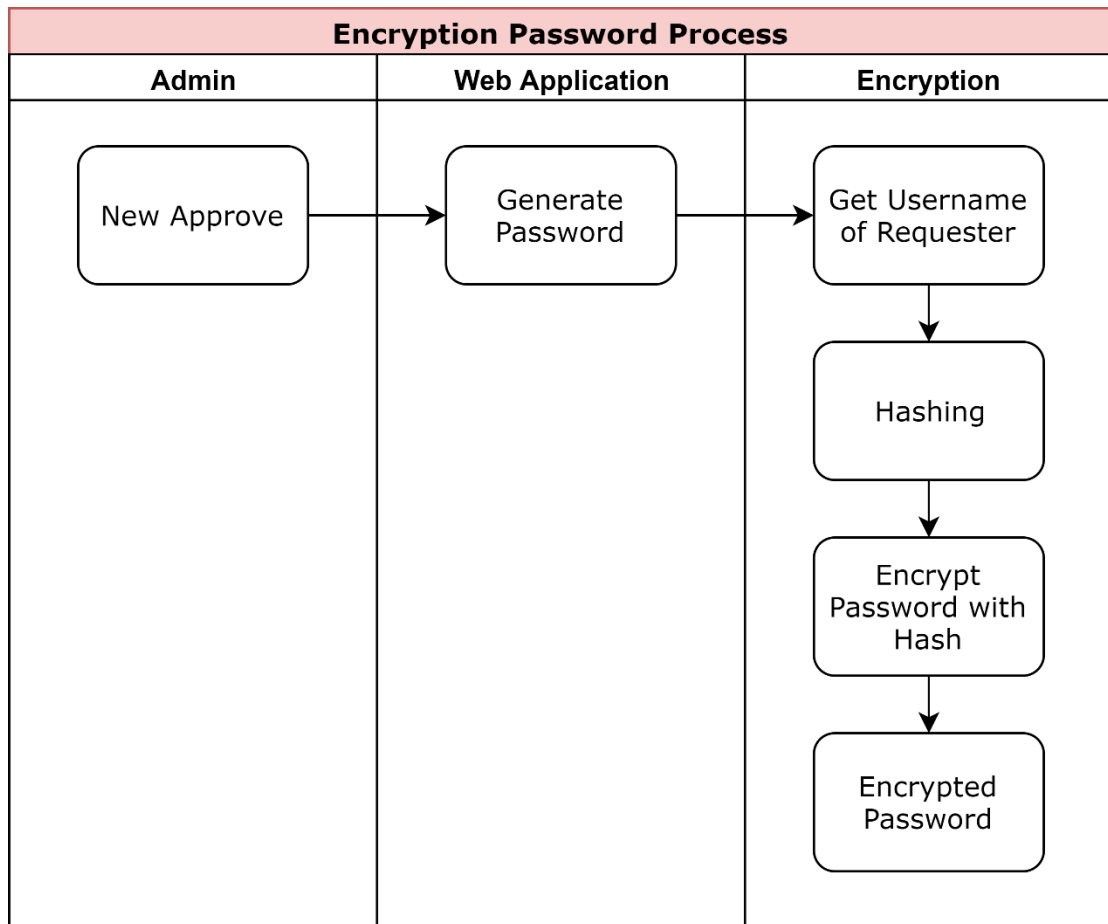 Encryption Password Process
Admin
Web Application
Encryption
New Approve
Generate
Password
Get Username
of Requester
Hashing
Encrypt
Password with
Hash
Encrypted
Password